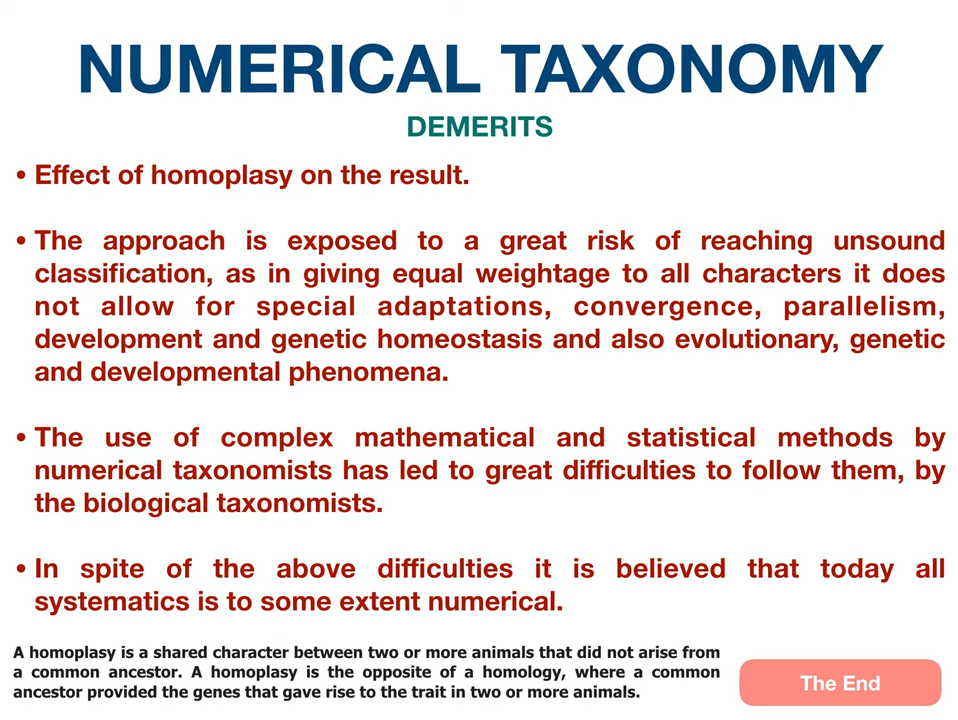 NUMERICAL TAXONOMY
DEMERITS
• Effect of homoplasy on the result.
• The approach is exposed to a great risk of reaching unsound
classification, as in giving equal weightage to all characters it does
not allow for special adaptations, convergence, parallelism,
development and genetic homeostasis and also evolutionary, genetic
and developmental phenomena.
• The use of complex mathematical and statistical methods by
numerical taxonomists has led to great difficulties to follow them, by
the biological taxonomists.
• In spite of the above difficulties it is believed that today all
systematics is to some extent numerical.
A homoplasy is a shared character between two or more animals that did not arise from
a common ancestor. A homoplasy is the opposite of a homology, where a common
ancestor provided the genes that gave rise to the trait in two or more animals.
The End